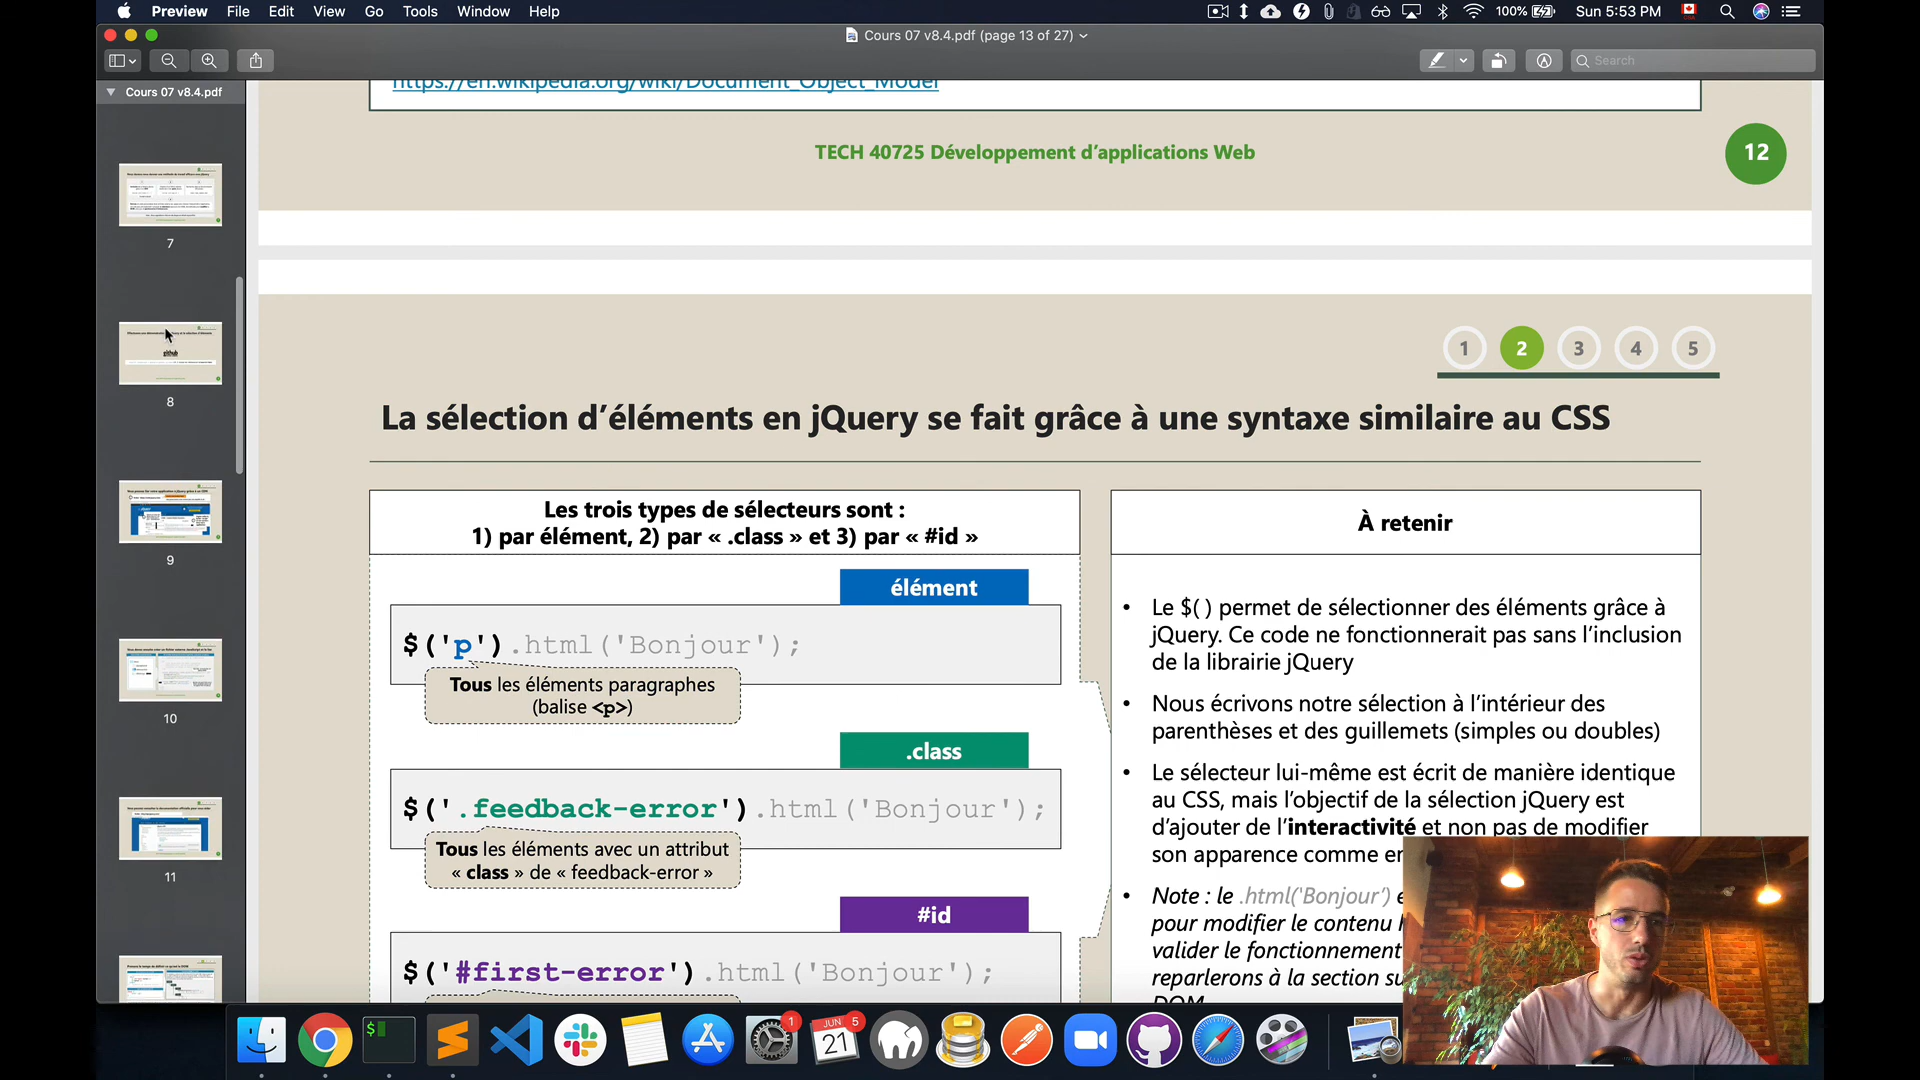 Preview File Edit View Go Tools Window Help
100% Sun 5:53 PM
Cours 07 v8.4.pdf (page 13 of 27)
Search
Cours 07 v8.4.pdf
7
8
9
10
11
https://en.wikipedia.org/wiki/Document_Object_Model
TECH 40725 Développement d’applications Web
12
1 2 3 4 5
La sélection d’éléments en jQuery se fait grâce à une syntaxe similaire au CSS
Les trois types de sélecteurs sont :
1) par élément, 2) par « .class » et 3) par « #id »
élément
$('p').html('Bonjour');
Tous les éléments paragraphes
(balise <p>)
.class
$('.feedback-error').html('Bonjour');
Tous les éléments avec un attribut
« class » de « feedback-error »
#id
$('#first-error').html('Bonjour');
À retenir
• Le $( ) permet de sélectionner des éléments grâce à
jQuery. Ce code ne fonctionnerait pas sans l’inclusion
de la librairie jQuery
• Nous écrivons notre sélection à l’intérieur des
parenthèses et des guillemets (simples ou doubles)
• Le sélecteur lui-même est écrit de manière identique
au CSS, mais l’objectif de la sélection jQuery est
d’ajouter de l’interactivité et non pas de modifier
son apparence comme
• Note : le .html(‘Bonjour’)
pour modifier le contenu
valider le fonctionnement
reparlerons à la section
DOM
$
1
JUN 5
21